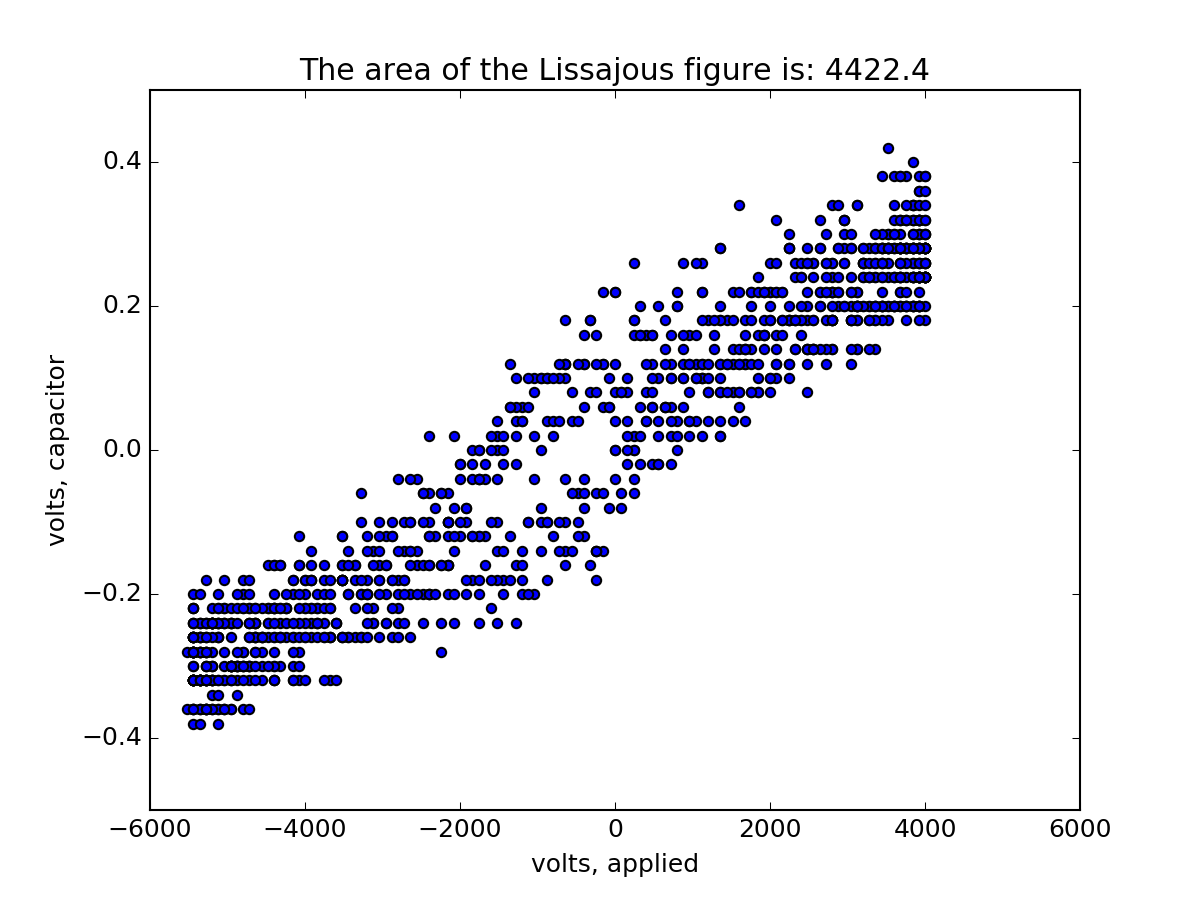 The area of the Lissajous figure is: 4422.4
0.4
0.2
0.0
−0.2
−0.4
volts, capacitor
−6000 −4000 −2000 0 2000 4000 6000
volts, applied